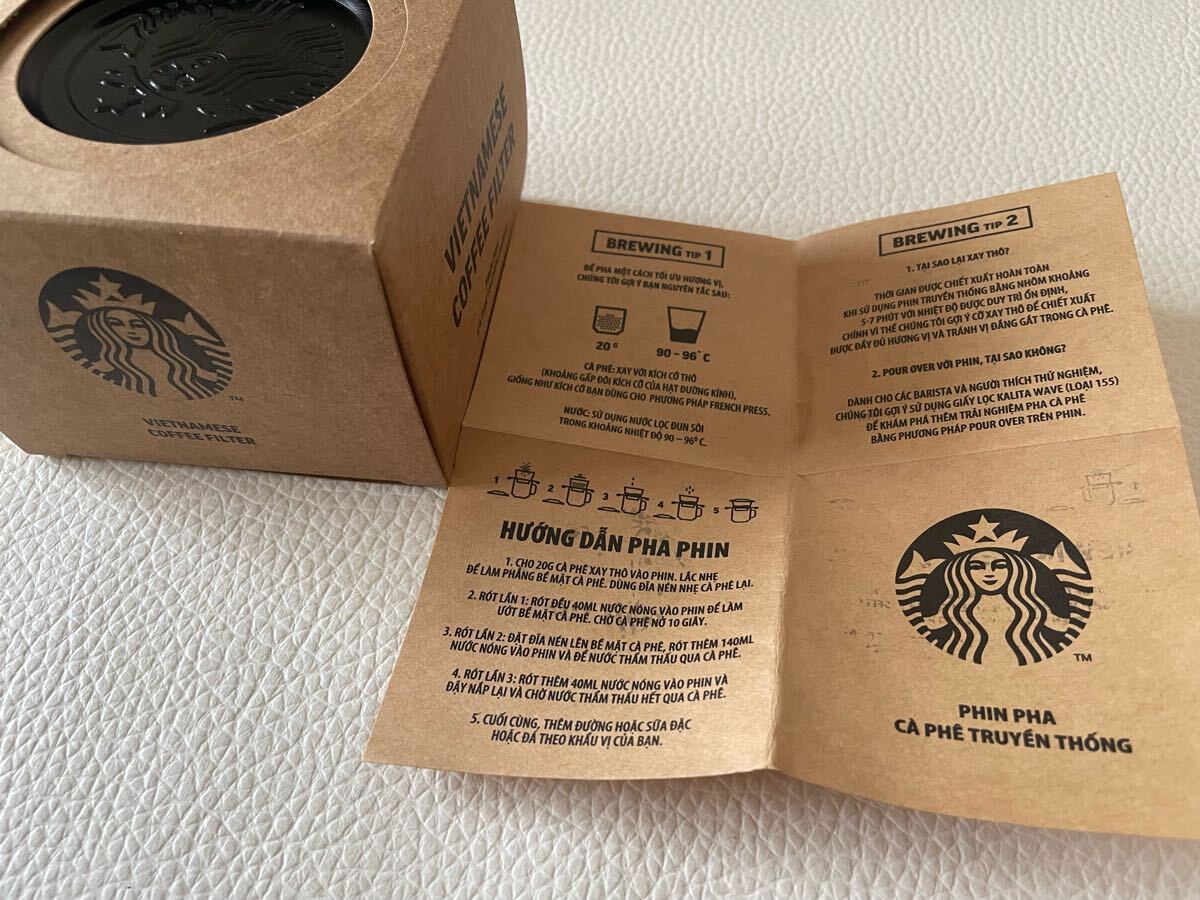 VIETNAMESE
COFFEE FILTER
VIETNAMESE
COFFEE FILTER
TM
BREWING TIP 1
ĐỂ PHA MỘT CÁCH TỐI ƯU HƯƠNG VỊ,
CHÚNG TÔI GỢI Ý BẠN NGUYÊN TẮC SAU:
20 G
90 – 96° C
CÀ PHÊ: XAY VỚI KÍCH CỠ THÔ
(KHOẢNG GẤP ĐÔI KÍCH CỠ CỦA HẠT ĐƯỜNG KÍNH),
GIỐNG NHƯ KÍCH CỠ BẠN DÙNG CHO PHƯƠNG PHÁP FRENCH PRESS.
NƯỚC: SỬ DỤNG NƯỚC LỌC ĐUN SÔI
TRONG KHOẢNG NHIỆT ĐỘ 90 – 96⁰ C.
BREWING TIP 2
1. TẠI SAO LẠI XAY THÔ?
THỜI GIAN ĐƯỢC CHIẾT XUẤT HOÀN TOÀN
KHI SỬ DỤNG PHIN TRUYỀN THỐNG BẰNG NHÔM KHOẢNG
5-7 PHÚT VỚI NHIỆT ĐỘ ĐƯỢC DUY TRÌ ỔN ĐỊNH,
CHÍNH VÌ THẾ CHÚNG TÔI GỢI Ý CỠ XAY THÔ ĐỂ CHIẾT XUẤT
ĐƯỢC ĐẦY ĐỦ HƯƠNG VỊ VÀ TRÁNH VỊ ĐẮNG GẮT TRONG CÀ PHÊ.
2. POUR OVER VỚI PHIN, TẠI SAO KHÔNG?
DÀNH CHO CÁC BARISTA VÀ NGƯỜI THÍCH THỬ NGHIỆM,
CHÚNG TÔI GỢI Ý SỬ DỤNG GIẤY LỌC KALITA WAVE (LOẠI 155)
ĐỂ KHÁM PHÁ THÊM TRẢI NGHIỆM PHA CÀ PHÊ
BẰNG PHƯƠNG PHÁP POUR OVER TRÊN PHIN.
1 2 3 4 5
HƯỚNG DẪN PHA PHIN
1. CHO 20G CÀ PHÊ XAY THÔ VÀO PHIN. LẮC NHẸ
ĐỂ LÀM PHẲNG BỀ MẶT CÀ PHÊ. DÙNG ĐĨA NÉN NHẸ CÀ PHÊ LẠI.
2. RÓT LẦN 1: RÓT ĐỀU 40ML NƯỚC NÓNG VÀO PHIN ĐỂ LÀM
ƯỚT BỀ MẶT CÀ PHÊ. CHỜ CÀ PHÊ NỞ 10 GIÂY.
3. RÓT LẦN 2: ĐẶT ĐĨA NÉN LÊN BỀ MẶT CÀ PHÊ, RÓT THÊM 140ML
NƯỚC NÓNG VÀO PHIN VÀ ĐỂ NƯỚC THẨM THẤU QUA CÀ PHÊ.
4. RÓT LẦN 3: RÓT THÊM 40ML NƯỚC NÓNG VÀO PHIN VÀ
ĐẬY NẮP LẠI VÀ CHỜ NƯỚC THẨM THẤU HẾT QUA CÀ PHÊ.
5. CUỐI CÙNG, THÊM ĐƯỜNG HOẶC SỮA ĐẶC
HOẶC ĐÁ THEO KHẨU VỊ CỦA BẠN.
TM
PHIN PHA
CÀ PHÊ TRUYỀN THỐNG